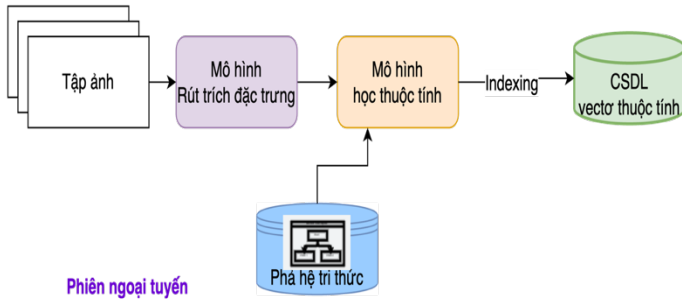 Tập ảnh
Mô hình
Rút trích đặc trưng
Mô hình
học thuộc tính
Indexing
CSDL
vectơ thuộc tính.
Phả hệ tri thức
Phiên ngoại tuyến